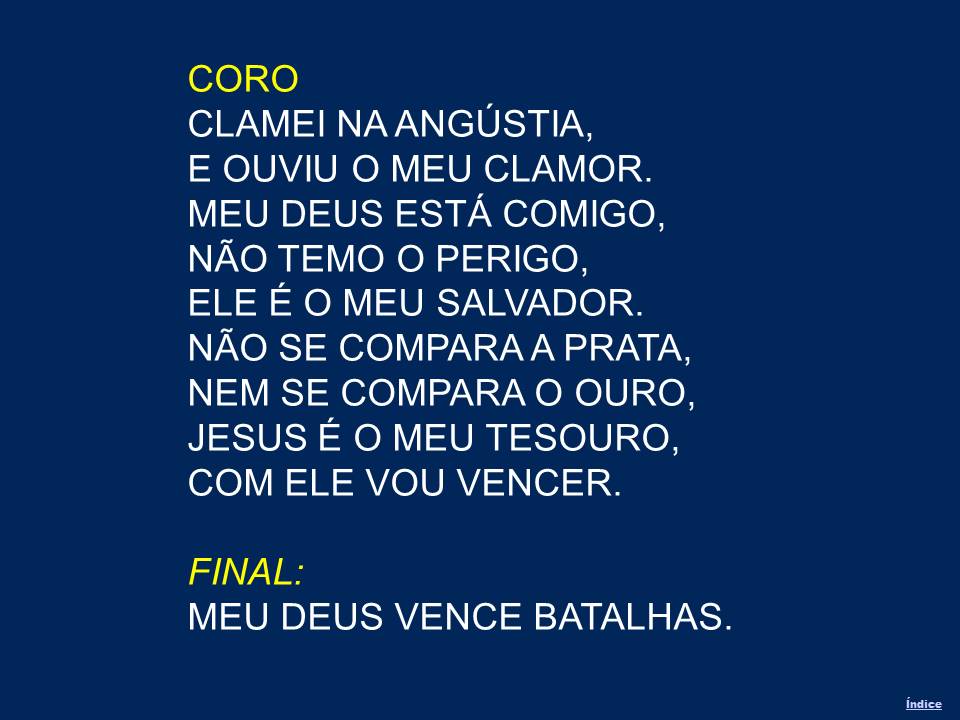 CORO
CLAMEI NA ANGÚSTIA,
E OUVIU O MEU CLAMOR.
MEU DEUS ESTÁ COMIGO,
NÃO TEMO O PERIGO,
ELE É O MEU SALVADOR.
NÃO SE COMPARA A PRATA,
NEM SE COMPARA O OURO,
JESUS É O MEU TESOURO,
COM ELE VOU VENCER.
FINAL:
MEU DEUS VENCE BATALHAS.
Índice